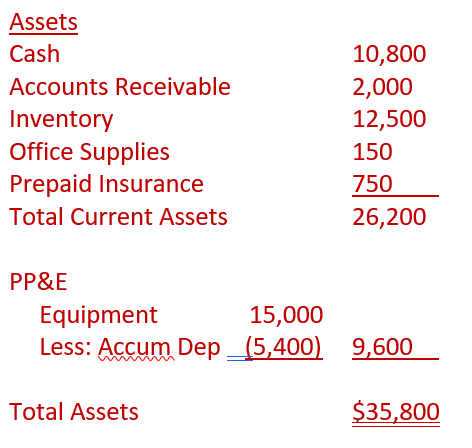 Assets
Cash 10,800
Accounts Receivable 2,000
Inventory 12,500
Office Supplies 150
Prepaid Insurance 750
Total Current Assets 26,200
PP&E
Equipment 15,000
Less: Accum Dep (5,400) 9,600
Total Assets $35,800